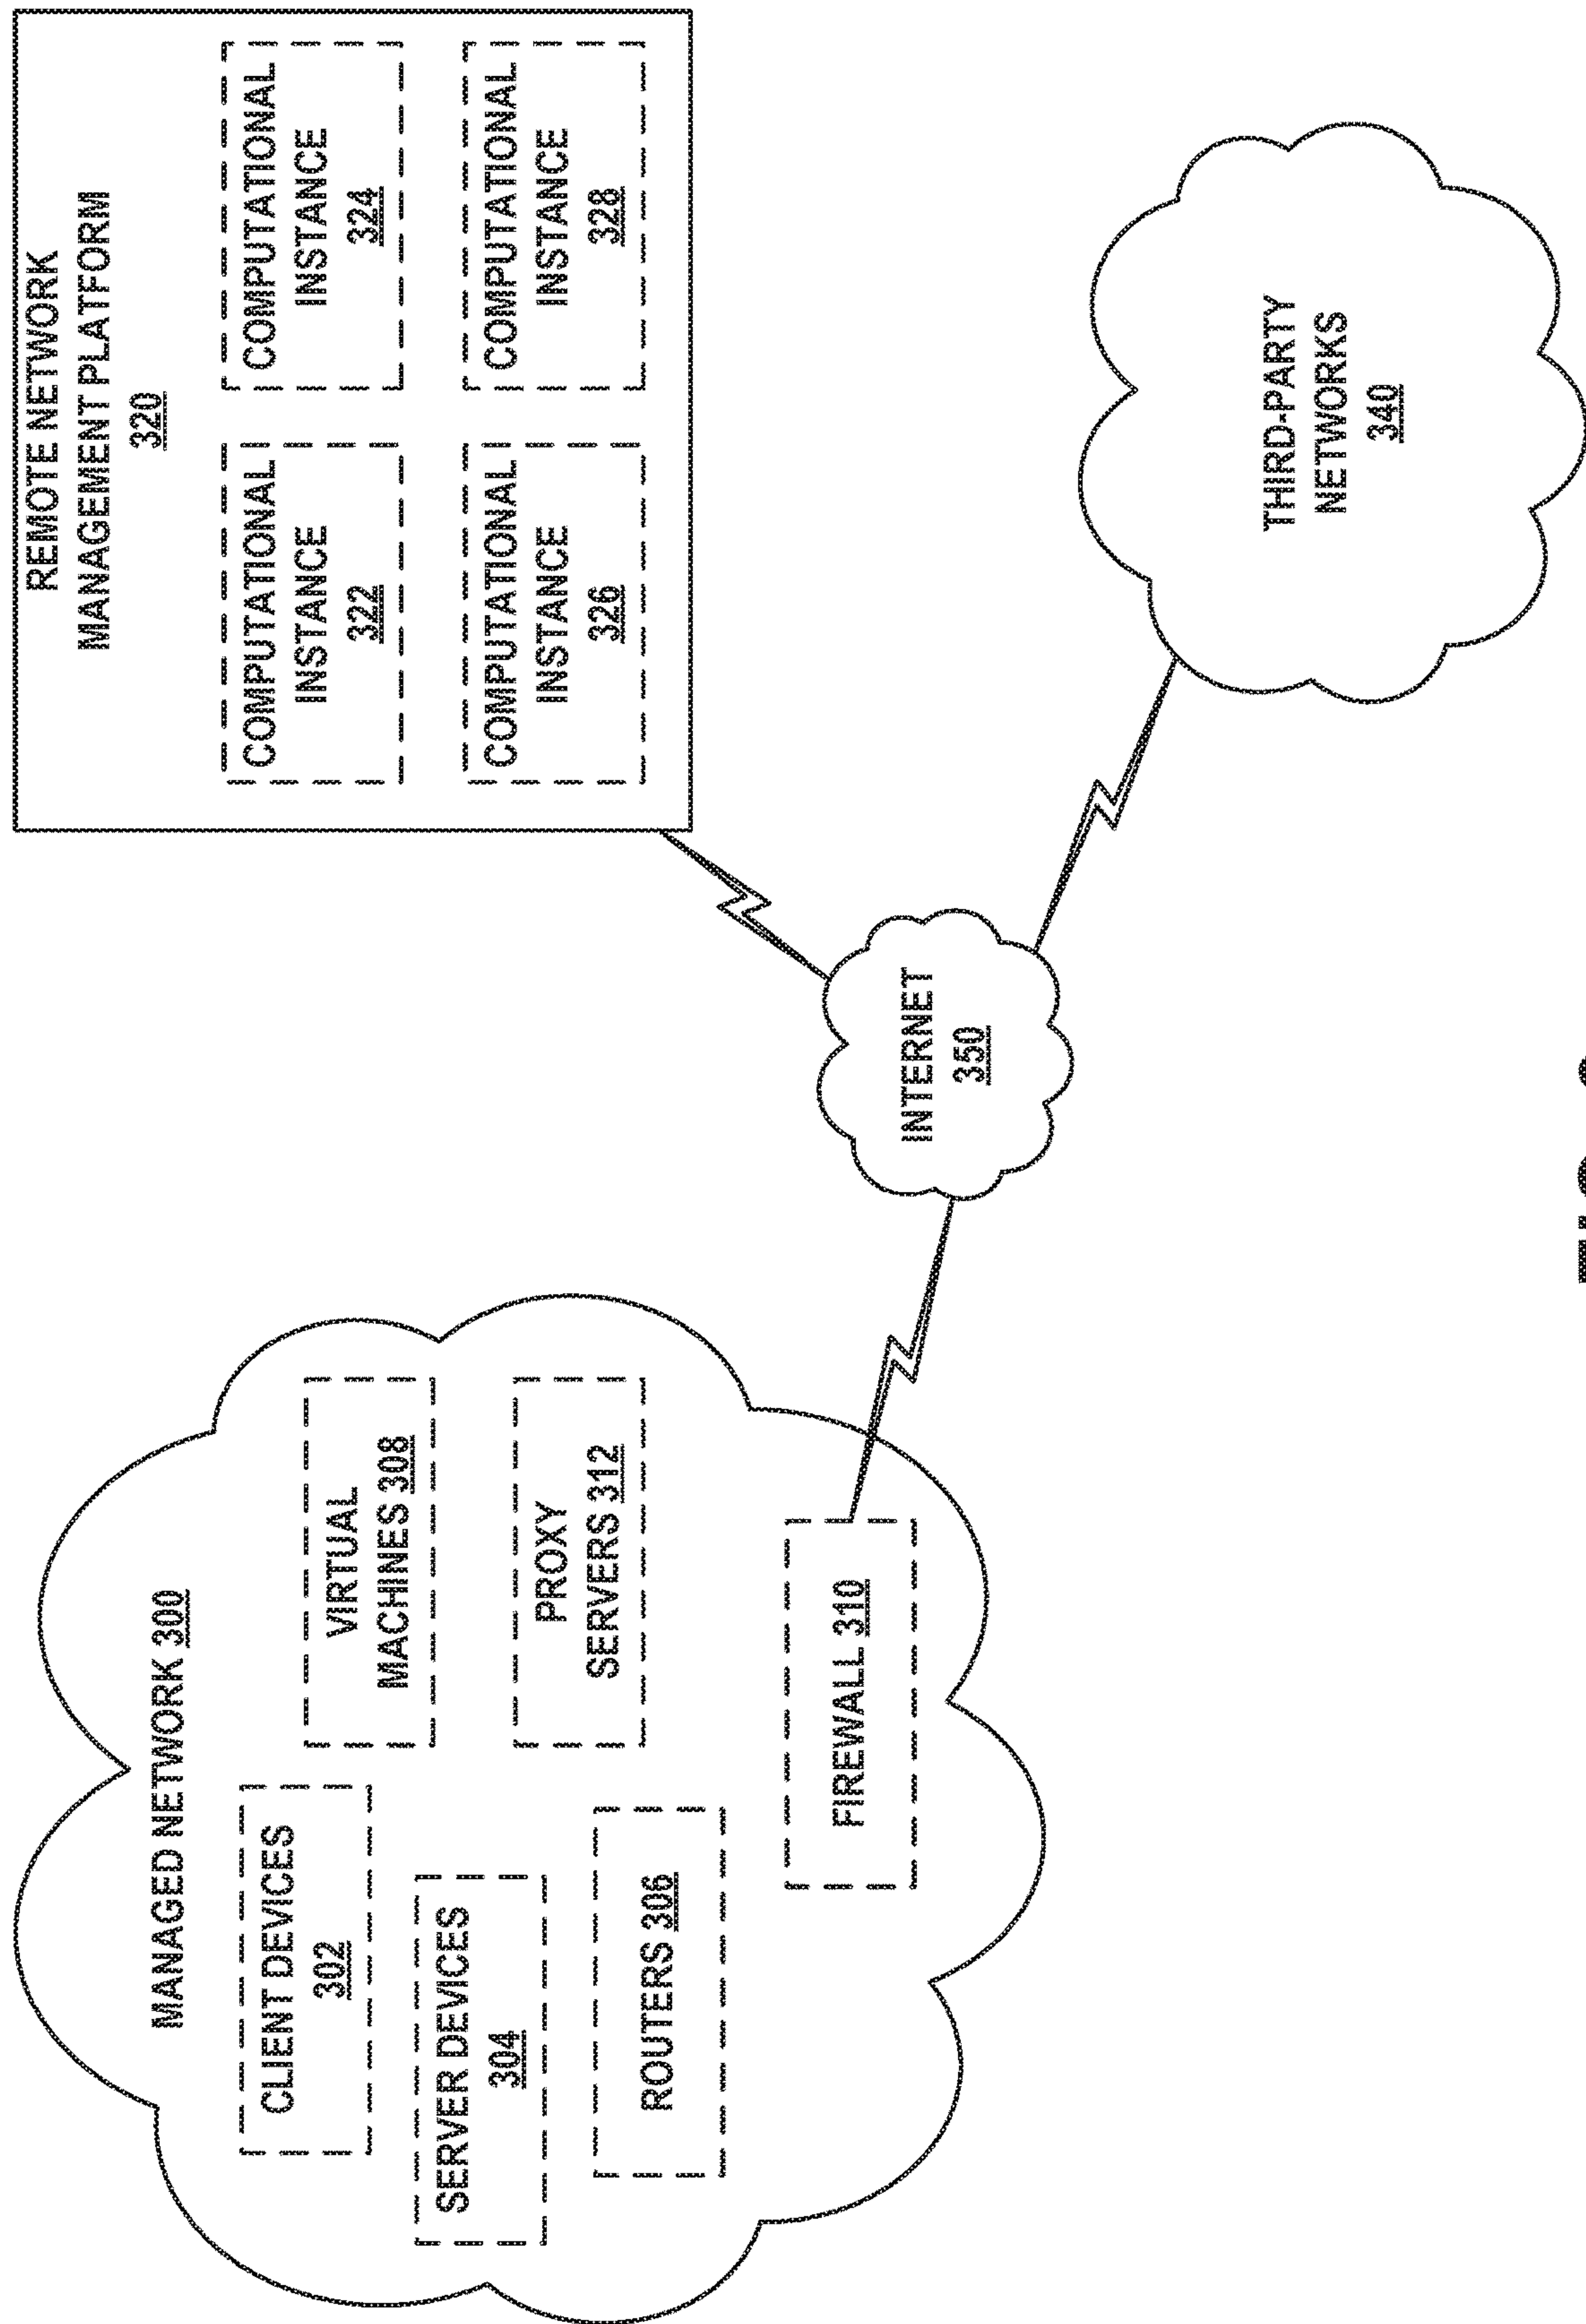 MANAGED NETWORK 300
CLIENT DEVICES
302
VIRTUAL
MACHINES 308
SERVER DEVICES
304
PROXY
SERVERS 312
ROUTERS 306
FIREWALL 310
REMOTE NETWORK
MANAGEMENT PLATFORM
320
COMPUTATIONAL
INSTANCE
322
COMPUTATIONAL
INSTANCE
324
COMPUTATIONAL
INSTANCE
326
COMPUTATIONAL
INSTANCE
328
INTERNET
350
THIRD-PARTY
NETWORKS
340